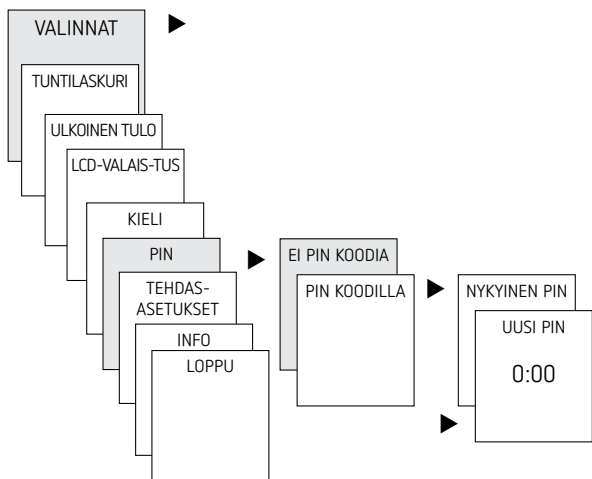 VALINNAT
TUNTILASKURI
ULKOINEN TULO
LCD-VALAIS-TUS
KIELI
PIN
TEHDAS-
ASETUKSET
INFO
LOPPU
EI PIN KOODIA
PIN KOODILLA
NYKYINEN PIN
UUSI PIN
0:00